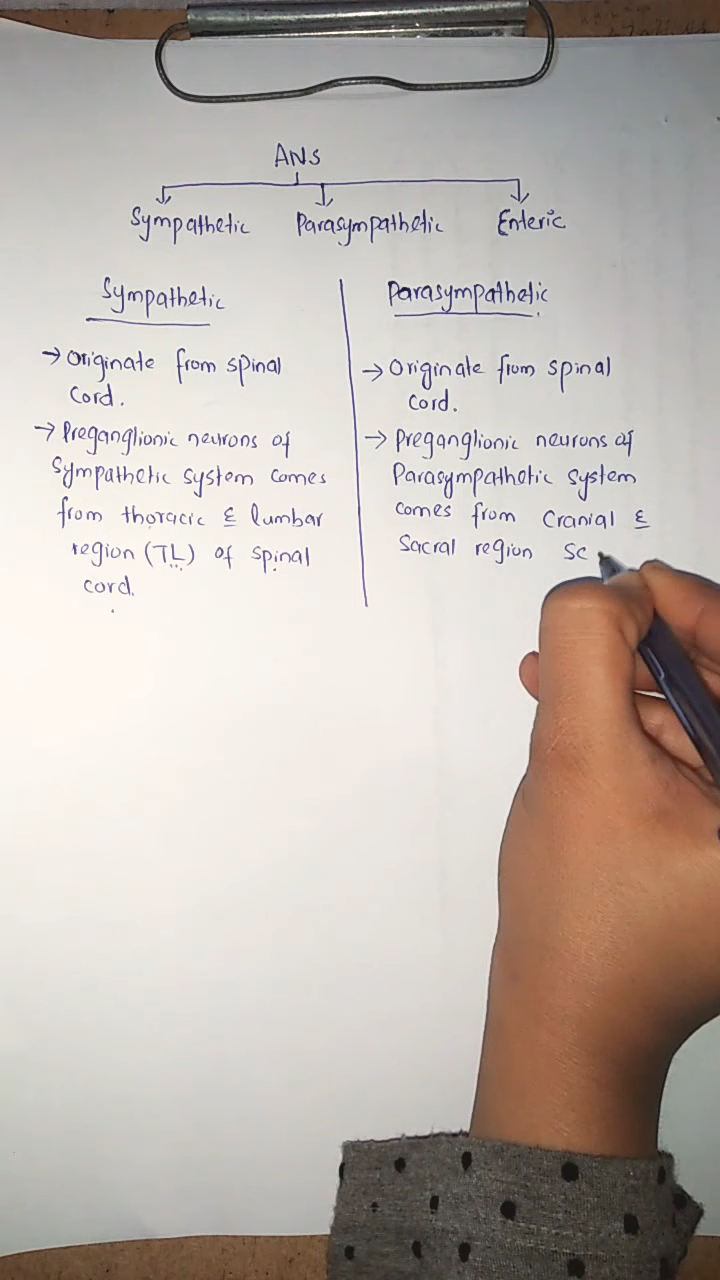 ANS
Sympathetic Parasympathetic Enteric
Sympathetic
→ Originate from spinal
cord.
→ Preganglionic neurons of
Sympathetic system comes
from thoracic & lumbar
region (TL) of spinal
cord.
Parasympathetic
→ Originate from spinal
cord.
→ Preganglionic neurons of
Parasympathetic system
comes from Cranial &
Sacral region SC